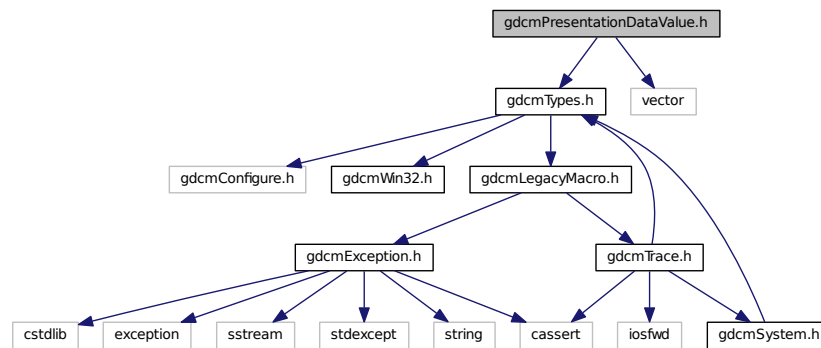 gdcmPresentationDataValue.h
gdcmTypes.h
vector
gdcmConfigure.h
gdcmWin32.h
gdcmLegacyMacro.h
gdcmException.h
gdcmTrace.h
cstdlib
exception
sstream
stdexcept
string
cassert
iosfwd
gdcmSystem.h